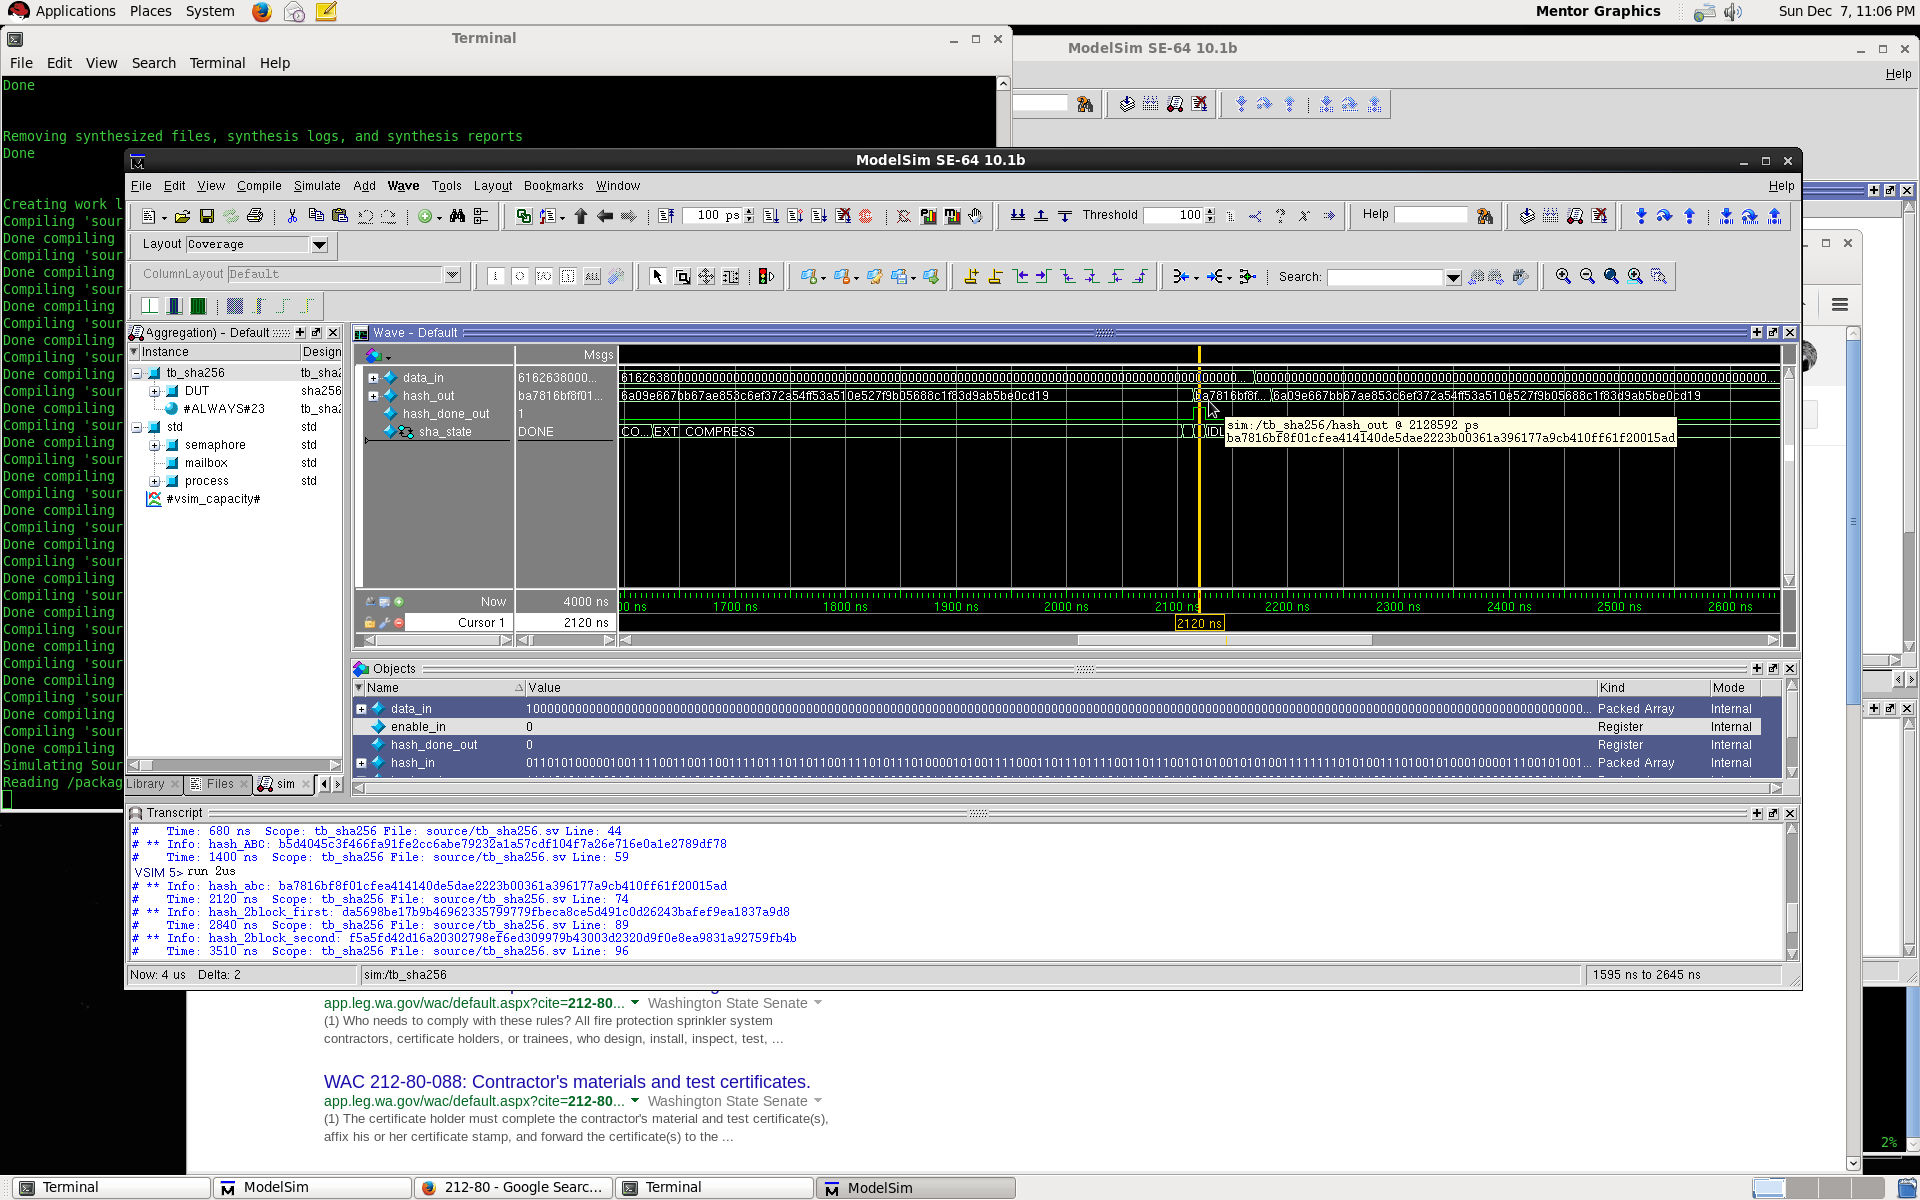 Applications Places System
Mentor Graphics
Sun Dec 7, 11:06 PM
Terminal
File Edit View Search Terminal Help
Done
Removing synthesized files, synthesis logs, and synthesis reports
Done
Creating work l
Compiling 'sour
Done compiling
Compiling 'sour
Done compiling
Compiling 'sour
Done compiling
Compiling 'sour
Done compiling
Compiling 'sour
Done compiling
Compiling 'sour
Done compiling
Compiling 'sour
Done compiling
Compiling 'sour
Done compiling
Compiling 'sour
Done compiling
Compiling 'sour
Done compiling
Compiling 'sour
Done compiling
Compiling 'sour
Done compiling
Compiling 'sour
Done compiling
Compiling 'sour
Done compiling
Compiling 'sour
Done compiling
Compiling 'sour
Done compiling
Compiling 'sour
Done compiling
Simulating Sour
Reading /packag
ModelSim SE-64 10.1b
Help
ModelSim SE-64 10.1b
File Edit View Compile Simulate Add Wave Tools Layout Bookmarks Window
Help
100 ps
Threshold 100
Help
Layout Coverage
ColumnLayout Default
Search:
Aggregation) - Default
Instance Design
tb_sha256 tb_sha2
DUT sha256
#ALWAYS#23 tb_sha2
std std
semaphore std
mailbox std
process std
#vsim_capacity#
Library Files sim
Wave - Default
Msgs
data_in 6162638000...
hash_out ba7816bf8f01...
6a09e667bb67ae853c6ef372a54ff53a510e527f9b05688c1f83d9ab5be0cd19
ba7816bf8f...
6a09e667bb67ae853c6ef372a54ff53a510e527f9b05688c1f83d9ab5be0cd19
hash_done_out 1
sha_state DONE
CO... EXT COMPRESS IDL
sim:/tb_sha256/hash_out @ 2128592 ps
ba7816bf8f01cfea414140de5dae2223b00361a396177a9cb410ff61f20015ad
Now 4000 ns
00 ns 1700 ns 1800 ns 1900 ns 2000 ns 2100 ns 2200 ns 2300 ns 2400 ns 2500 ns 2600 ns
Cursor 1 2120 ns
2120 ns
Objects
Name Value Kind Mode
data_in Packed Array Internal
enable_in 0 Register Internal
hash_done_out 0 Register Internal
hash_in Packed Array Internal
Transcript
# Time: 680 ns Scope: tb_sha256 File: source/tb_sha256.sv Line: 44
# ** Info: hash_ABC: b5d4045c3f466fa91fe2cc6abe79232a1a57cdf104f7a26e716e0a1e2789df78
# Time: 1400 ns Scope: tb_sha256 File: source/tb_sha256.sv Line: 59
VSIM 5> run 2us
# ** Info: hash_abc: ba7816bf8f01cfea414140de5dae2223b00361a396177a9cb410ff61f20015ad
# Time: 2120 ns Scope: tb_sha256 File: source/tb_sha256.sv Line: 74
# ** Info: hash_2block_first: da5698be17b9b46962335799779fbeca8ce5d491c0d26243bafef9ea1837a9d8
# Time: 2840 ns Scope: tb_sha256 File: source/tb_sha256.sv Line: 89
# ** Info: hash_2block_second: f5a5fd42d16a20302798ef6ed309979b43003d2320d9f0e8ea9831a92759fb4b
# Time: 3510 ns Scope: tb_sha256 File: source/tb_sha256.sv Line: 96
Now: 4 us Delta: 2
sim:/tb_sha256
1595 ns to 2645 ns
app.leg.wa.gov/wac/default.aspx?cite=212-80... Washington State Senate
(1) Who needs to comply with these rules? All fire protection sprinkler system
contractors, certificate holders, or trainees, who design, install, inspect, test, ...
WAC 212-80-088: Contractor's materials and test certificates.
app.leg.wa.gov/wac/default.aspx?cite=212-80... Washington State Senate
(1) The certificate holder must complete the contractor's material and test certificate(s),
affix his or her certificate stamp, and forward the certificate(s) to the ...
2%
Terminal
ModelSim
212-80 - Google Searc...
Terminal
ModelSim